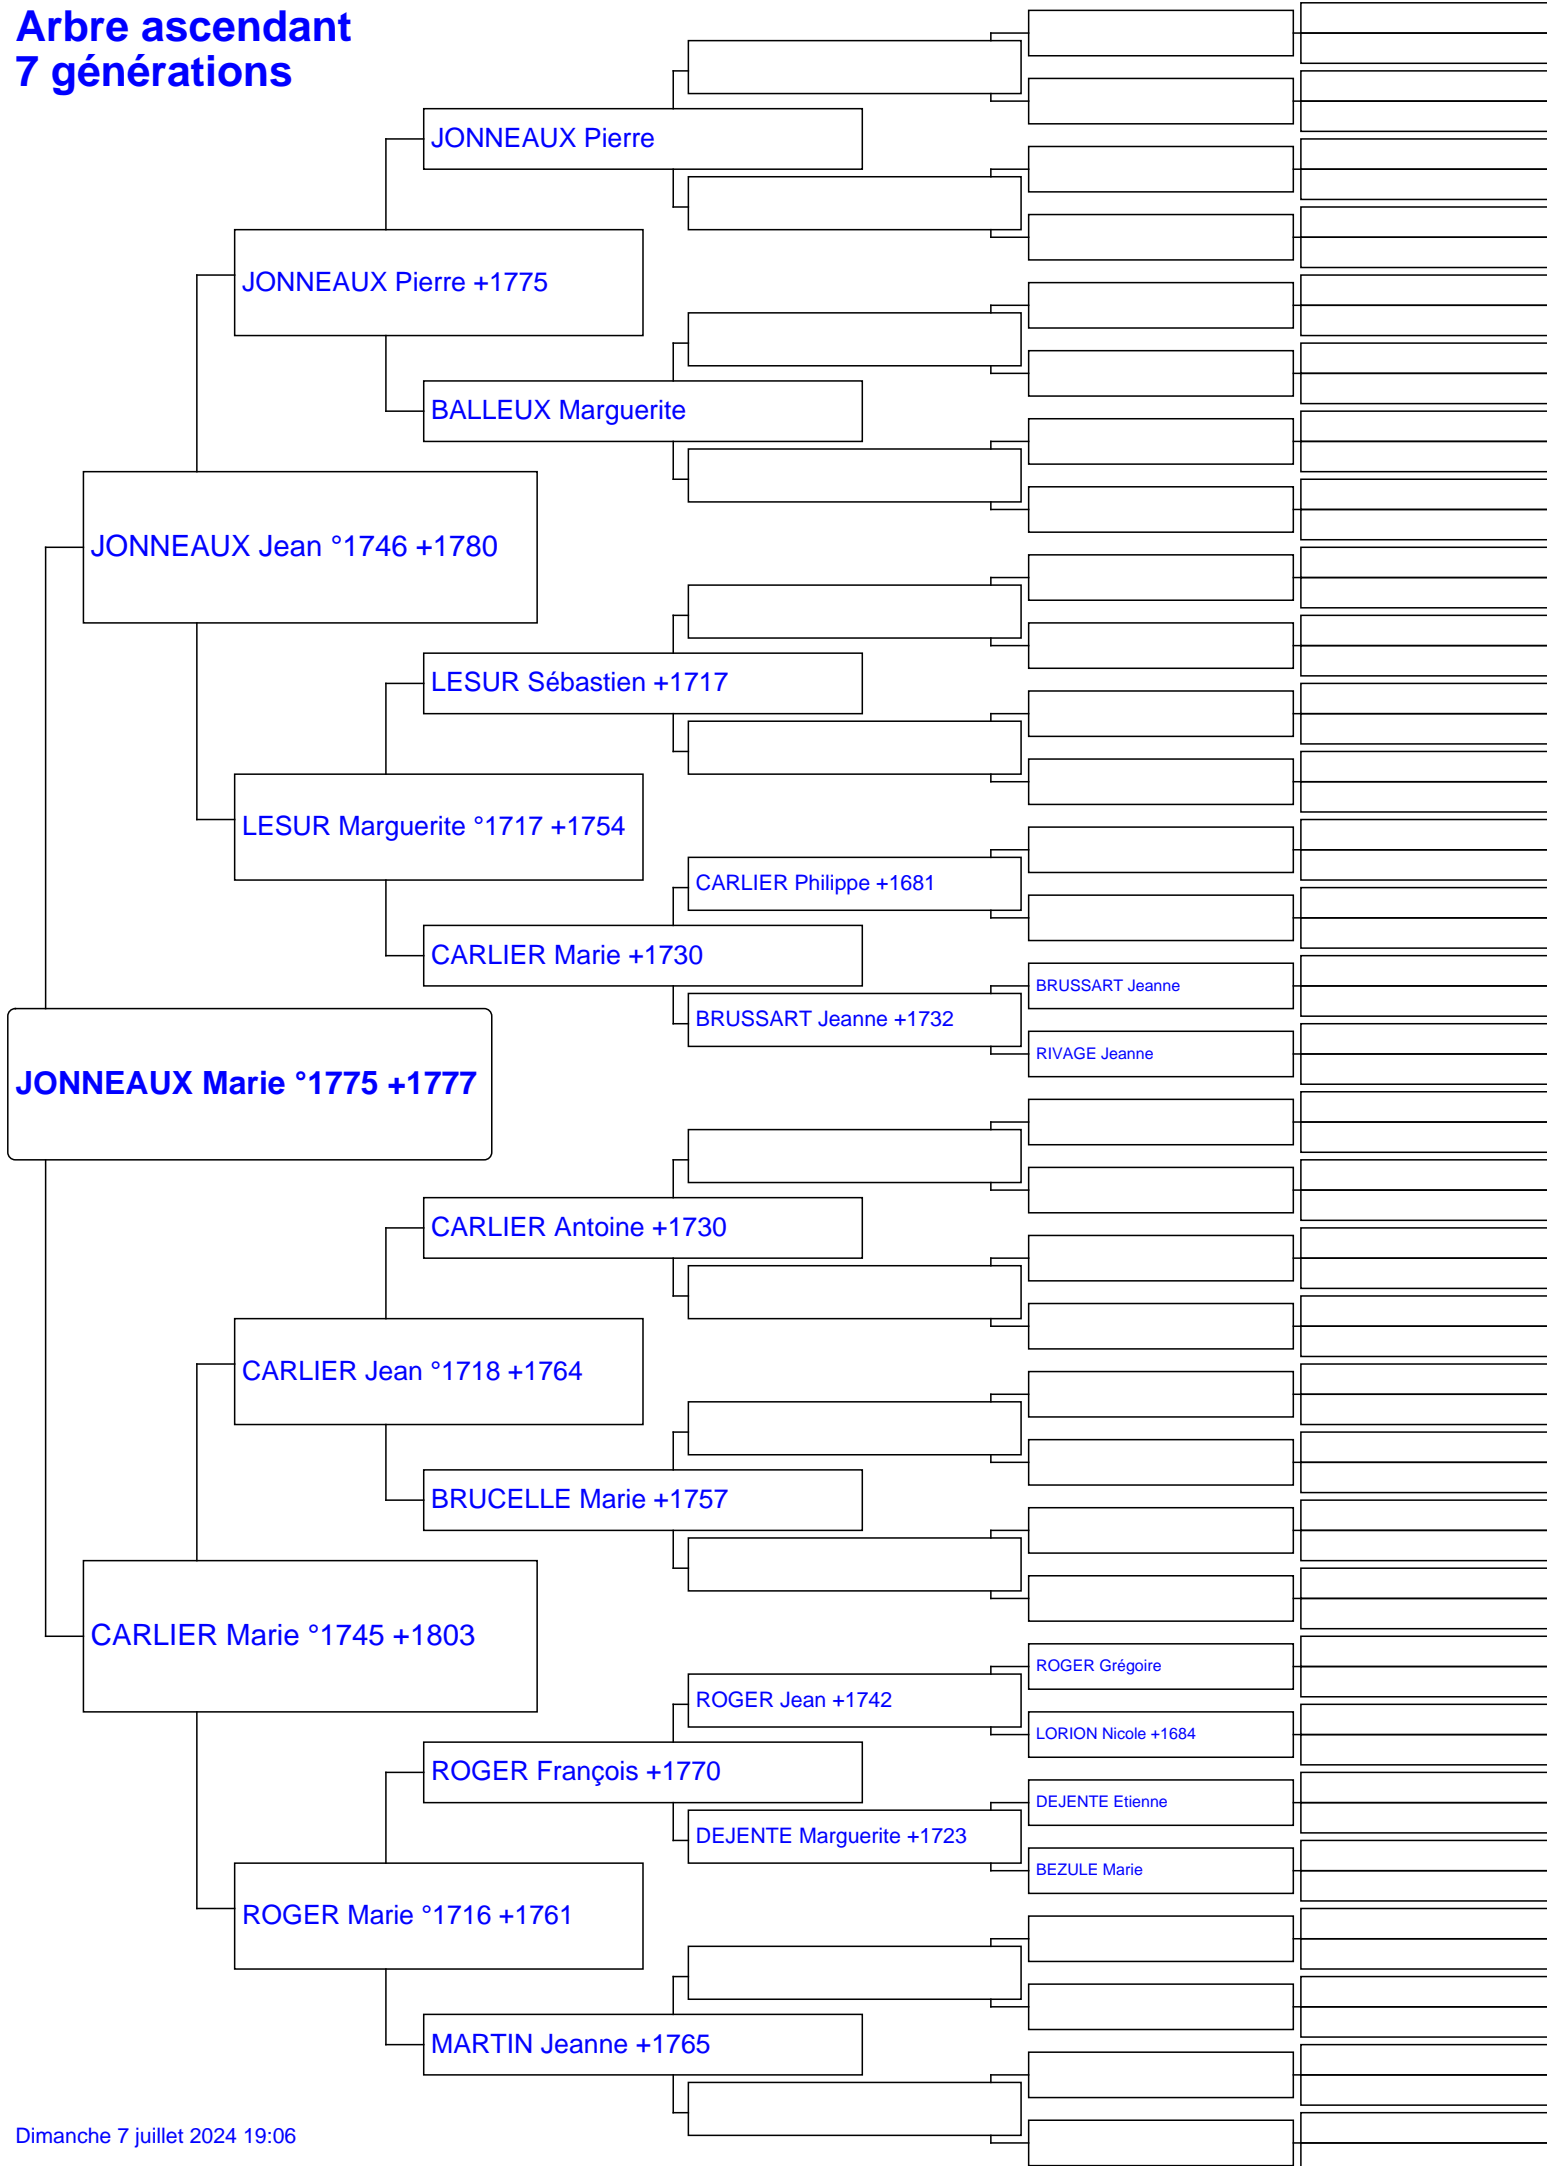 Arbre ascendant
7 générations
JONNEAUX Pierre
JONNEAUX Pierre +1775
BALLEUX Marguerite
JONNEAUX Jean °1746 +1780
LESUR Sébastien +1717
LESUR Marguerite °1717 +1754
CARLIER Philippe +1681
CARLIER Marie +1730
BRUSSART Jeanne
BRUSSART Jeanne +1732
RIVAGE Jeanne
JONNEAUX Marie °1775 +1777
CARLIER Antoine +1730
CARLIER Jean °1718 +1764
BRUCELLE Marie +1757
CARLIER Marie °1745 +1803
ROGER Grégoire
ROGER Jean +1742
LORION Nicole +1684
ROGER François +1770
DEJENTE Etienne
DEJENTE Marguerite +1723
BEZULE Marie
ROGER Marie °1716 +1761
MARTIN Jeanne +1765
Dimanche 7 juillet 2024 19:06